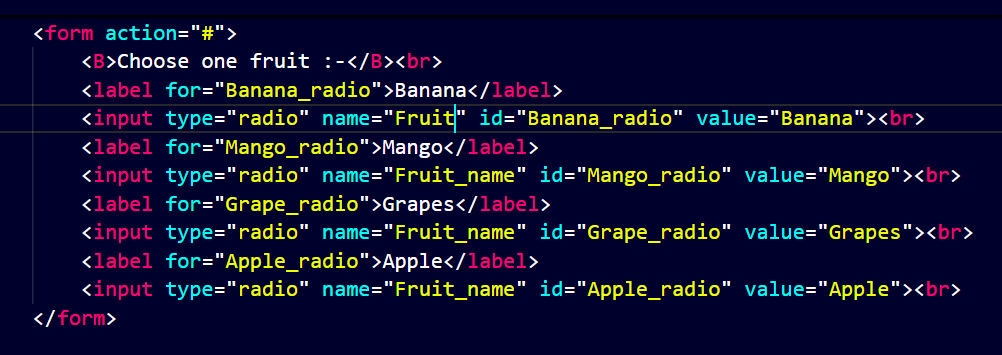 <form action="#">
<B>Choose one fruit :-</B><br>
<label for="Banana_radio">Banana</label>
<input type="radio" name="Fruit" id="Banana_radio" value="Banana"><br>
<label for="Mango_radio">Mango</label>
<input type="radio" name="Fruit_name" id="Mango_radio" value="Mango"><br>
<label for="Grape_radio">Grapes</label>
<input type="radio" name="Fruit_name" id="Grape_radio" value="Grapes"><br>
<label for="Apple_radio">Apple</label>
<input type="radio" name="Fruit_name" id="Apple_radio" value="Apple"><br>
</form>